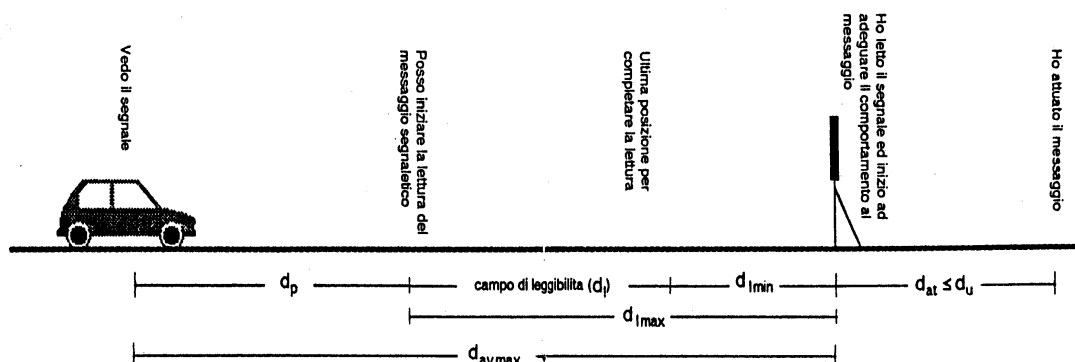 Vedo il segnale
Posso iniziare la lettura del
messaggio segnaletico
Ultima posizione per
completare la lettura
Ho letto il segnale ed inizio ad
adeguare il comportamento al
messaggio
Ho attuato il messaggio
dp
campo di leggibilita (dl)
dlmin
dat ≤ du
dlmax
davmax